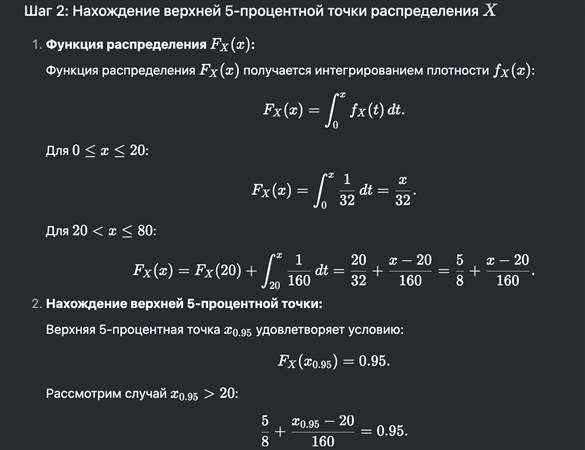 Шаг 2: Нахождение верхней 5-процентной точки распределения X
1. Функция распределения F_X(x):
Функция распределения F_X(x) получается интегрированием плотности f_X(x):
F_X(x) = ∫_0^x f_X(t) dt.
Для 0 ≤ x ≤ 20:
F_X(x) = ∫_0^x 1/32 dt = x/32.
Для 20 < x ≤ 80:
F_X(x) = F_X(20) + ∫_20^x 1/160 dt = 20/32 + (x − 20)/160 = 5/8 + (x − 20)/160.
2. Нахождение верхней 5-процентной точки:
Верхняя 5-процентная точка x_0.95 удовлетворяет условию:
F_X(x_0.95) = 0.95.
Рассмотрим случай x_0.95 > 20:
5/8 + (x_0.95 − 20)/160 = 0.95.